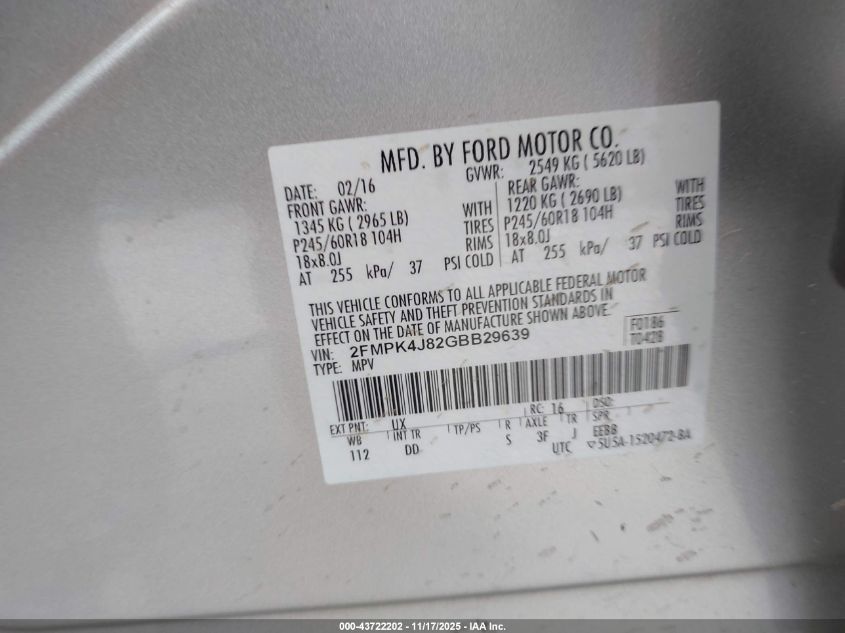 MFD. BY FORD MOTOR CO.
DATE: 02/16 GVWR: 2549 KG ( 5620 LB)
FRONT GAWR: REAR GAWR:
1345 KG ( 2965 LB) WITH 1220 KG ( 2690 LB) WITH
P245/60R18 104H TIRES P245/60R18 104H TIRES
18x8.0J RIMS 18x8.0J RIMS
AT 255 kPa/ 37 PSI COLD AT 255 kPa/ 37 PSI COLD
THIS VEHICLE CONFORMS TO ALL APPLICABLE FEDERAL MOTOR
VEHICLE SAFETY AND THEFT PREVENTION STANDARDS IN
EFFECT ON THE DATE OF MANUFACTURE SHOWN ABOVE.
VIN: 2FMPK4J82GBB29639
TYPE: MPV
F0186
T0428
EXT PNT: UX RC: 16 DSO:
WB INT TR TP/PS R AXLE TR SPR
112 DD S 3F J EEBB
UTC 5U5A-1520472-BA
000-43722202 - 11/17/2025 - IAA Inc.